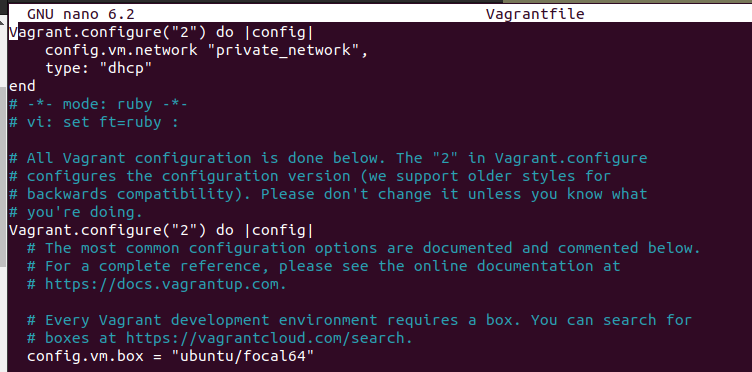 GNU nano 6.2 Vagrantfile
Vagrant.configure("2") do |config|
    config.vm.network "private_network",
    type: "dhcp"
end
# -*- mode: ruby -*-
# vi: set ft=ruby :

# All Vagrant configuration is done below. The "2" in Vagrant.configure
# configures the configuration version (we support older styles for
# backwards compatibility). Please don't change it unless you know what
# you're doing.
Vagrant.configure("2") do |config|
  # The most common configuration options are documented and commented below.
  # For a complete reference, please see the online documentation at
  # https://docs.vagrantup.com.

  # Every Vagrant development environment requires a box. You can search for
  # boxes at https://vagrantcloud.com/search.
  config.vm.box = "ubuntu/focal64"